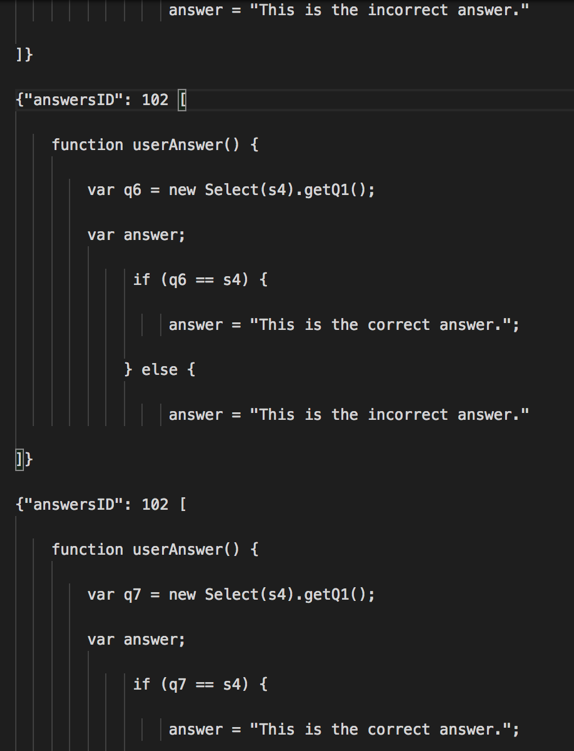 answer = "This is the incorrect answer."
]}
{"answersID": 102 [
function userAnswer() {
var q6 = new Select(s4).getQ1();
var answer;
if (q6 == s4) {
answer = "This is the correct answer.";
} else {
answer = "This is the incorrect answer."
]}
{"answersID": 102 [
function userAnswer() {
var q7 = new Select(s4).getQ1();
var answer;
if (q7 == s4) {
answer = "This is the correct answer.";